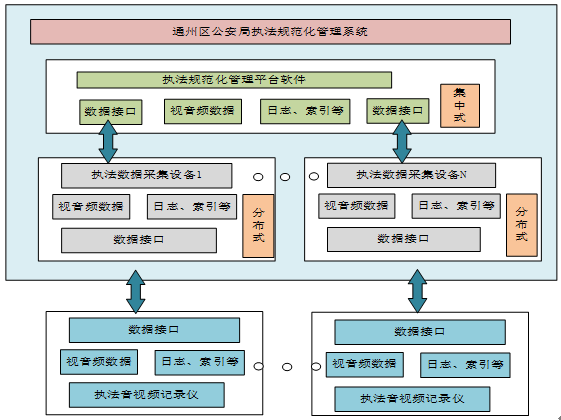 通州区公安局执法规范化管理系统
执法规范化管理平台软件
数据接口
视音频数据
日志、索引等
数据接口
集中式
执法数据采集设备1
视音频数据
日志、索引等
数据接口
分布式
执法数据采集设备N
视音频数据
日志、索引等
数据接口
分布式
数据接口
视音频数据
日志、索引等
执法音视频记录仪
数据接口
视音频数据
日志、索引等
执法音视频记录仪